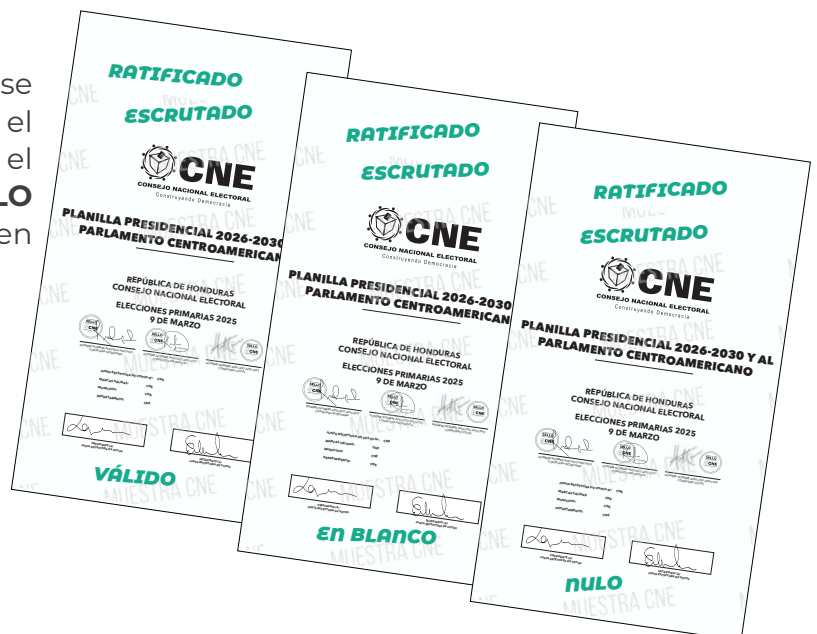 se
el
el
LO
en
RATIFICADO
ESCRUTADO
CNE
CONSEJO NACIONAL ELECTORAL
Construyendo Democracia
PLANILLA PRESIDENCIAL 2026-2030
PARLAMENTO CENTROAMERICAN
REPÚBLICA DE HONDURAS
CONSEJO NACIONAL ELECTORAL
ELECCIONES PRIMARIAS 2025
9 DE MARZO
VÁLIDO
MUESTRA CNE
RATIFICADO
ESCRUTADO
CNE
CONSEJO NACIONAL ELECTORAL
Construyendo Democracia
PLANILLA PRESIDENCIAL 2026-2030
PARLAMENTO CENTROAMERICAN
REPÚBLICA DE HONDURAS
CONSEJO NACIONAL ELECTORAL
ELECCIONES PRIMARIAS 2025
9 DE MARZO
EN BLANCO
MUESTRA CNE
RATIFICADO
ESCRUTADO
CNE
CONSEJO NACIONAL ELECTORAL
Construyendo Democracia
PLANILLA PRESIDENCIAL 2026-2030 Y AL
PARLAMENTO CENTROAMERICANO
REPÚBLICA DE HONDURAS
CONSEJO NACIONAL ELECTORAL
ELECCIONES PRIMARIAS 2025
9 DE MARZO
NULO
MUESTRA CNE